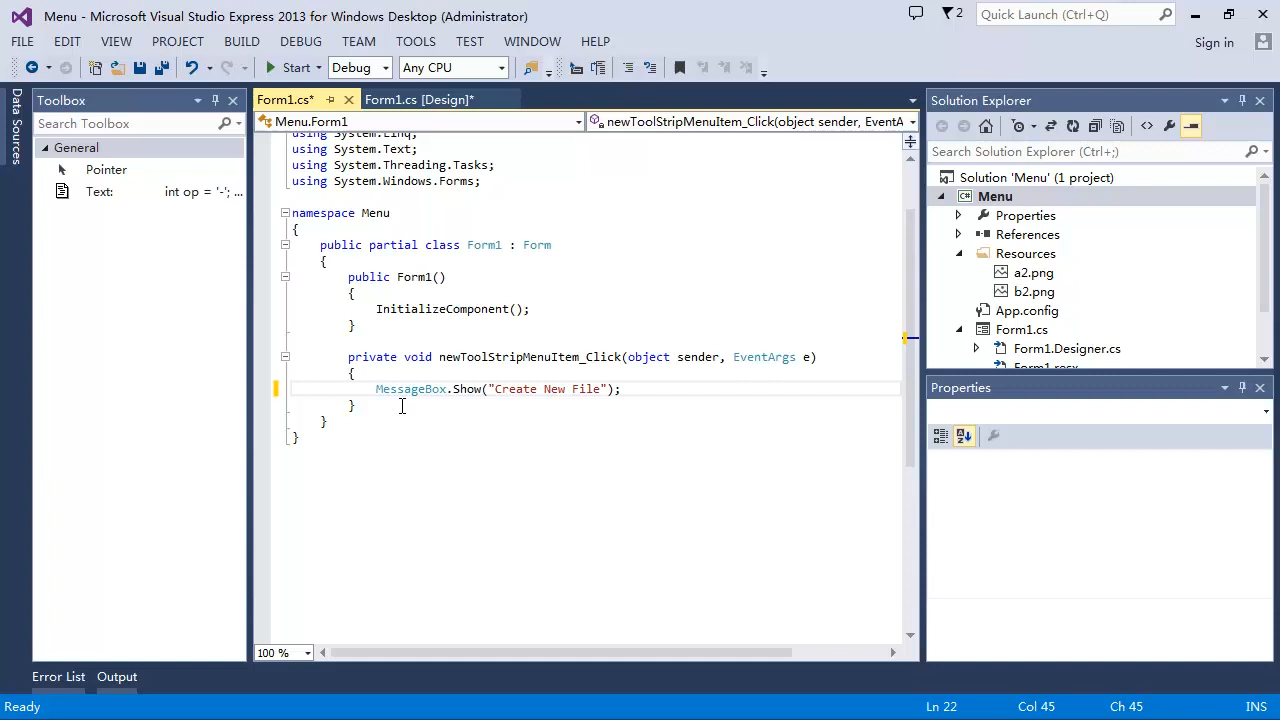 Menu - Microsoft Visual Studio Express 2013 for Windows Desktop (Administrator)
2
Quick Launch (Ctrl+Q)
FILE EDIT VIEW PROJECT BUILD DEBUG TEAM TOOLS TEST WINDOW HELP
Sign in
Start Debug Any CPU
Data Sources
Toolbox
Search Toolbox
General
Pointer
Text: int op = '-'; ...
Form1.cs* Form1.cs [Design]*
Menu.Form1 newToolStripMenuItem_Click(object sender, EventA
using System.Linq;
using System.Text;
using System.Threading.Tasks;
using System.Windows.Forms;
namespace Menu
{
public partial class Form1 : Form
{
public Form1()
{
InitializeComponent();
}
private void newToolStripMenuItem_Click(object sender, EventArgs e)
{
MessageBox.Show("Create New File");
}
}
}
100 %
Solution Explorer
Search Solution Explorer (Ctrl+;)
Solution 'Menu' (1 project)
Menu
Properties
References
Resources
a2.png
b2.png
App.config
Form1.cs
Form1.Designer.cs
Form1.resx
Properties
Error List Output
Ready Ln 22 Col 45 Ch 45 INS